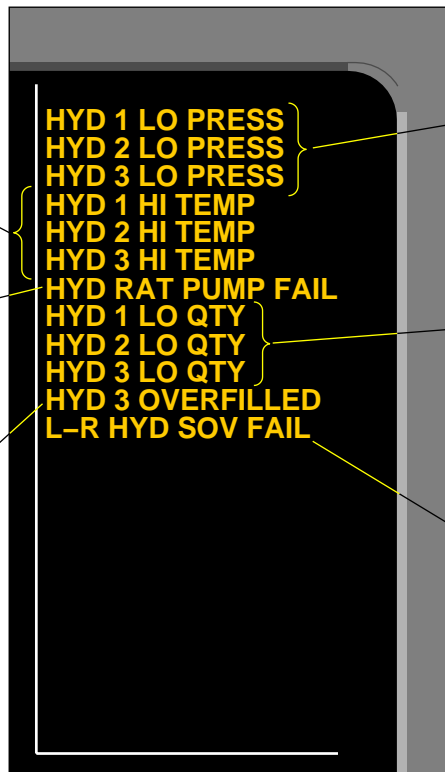 HYD 1 LO PRESS
HYD 2 LO PRESS
HYD 3 LO PRESS
HYD 1 HI TEMP
HYD 2 HI TEMP
HYD 3 HI TEMP
HYD RAT PUMP FAIL
HYD 1 LO QTY
HYD 2 LO QTY
HYD 3 LO QTY
HYD 3 OVERFILLED
L–R HYD SOV FAIL